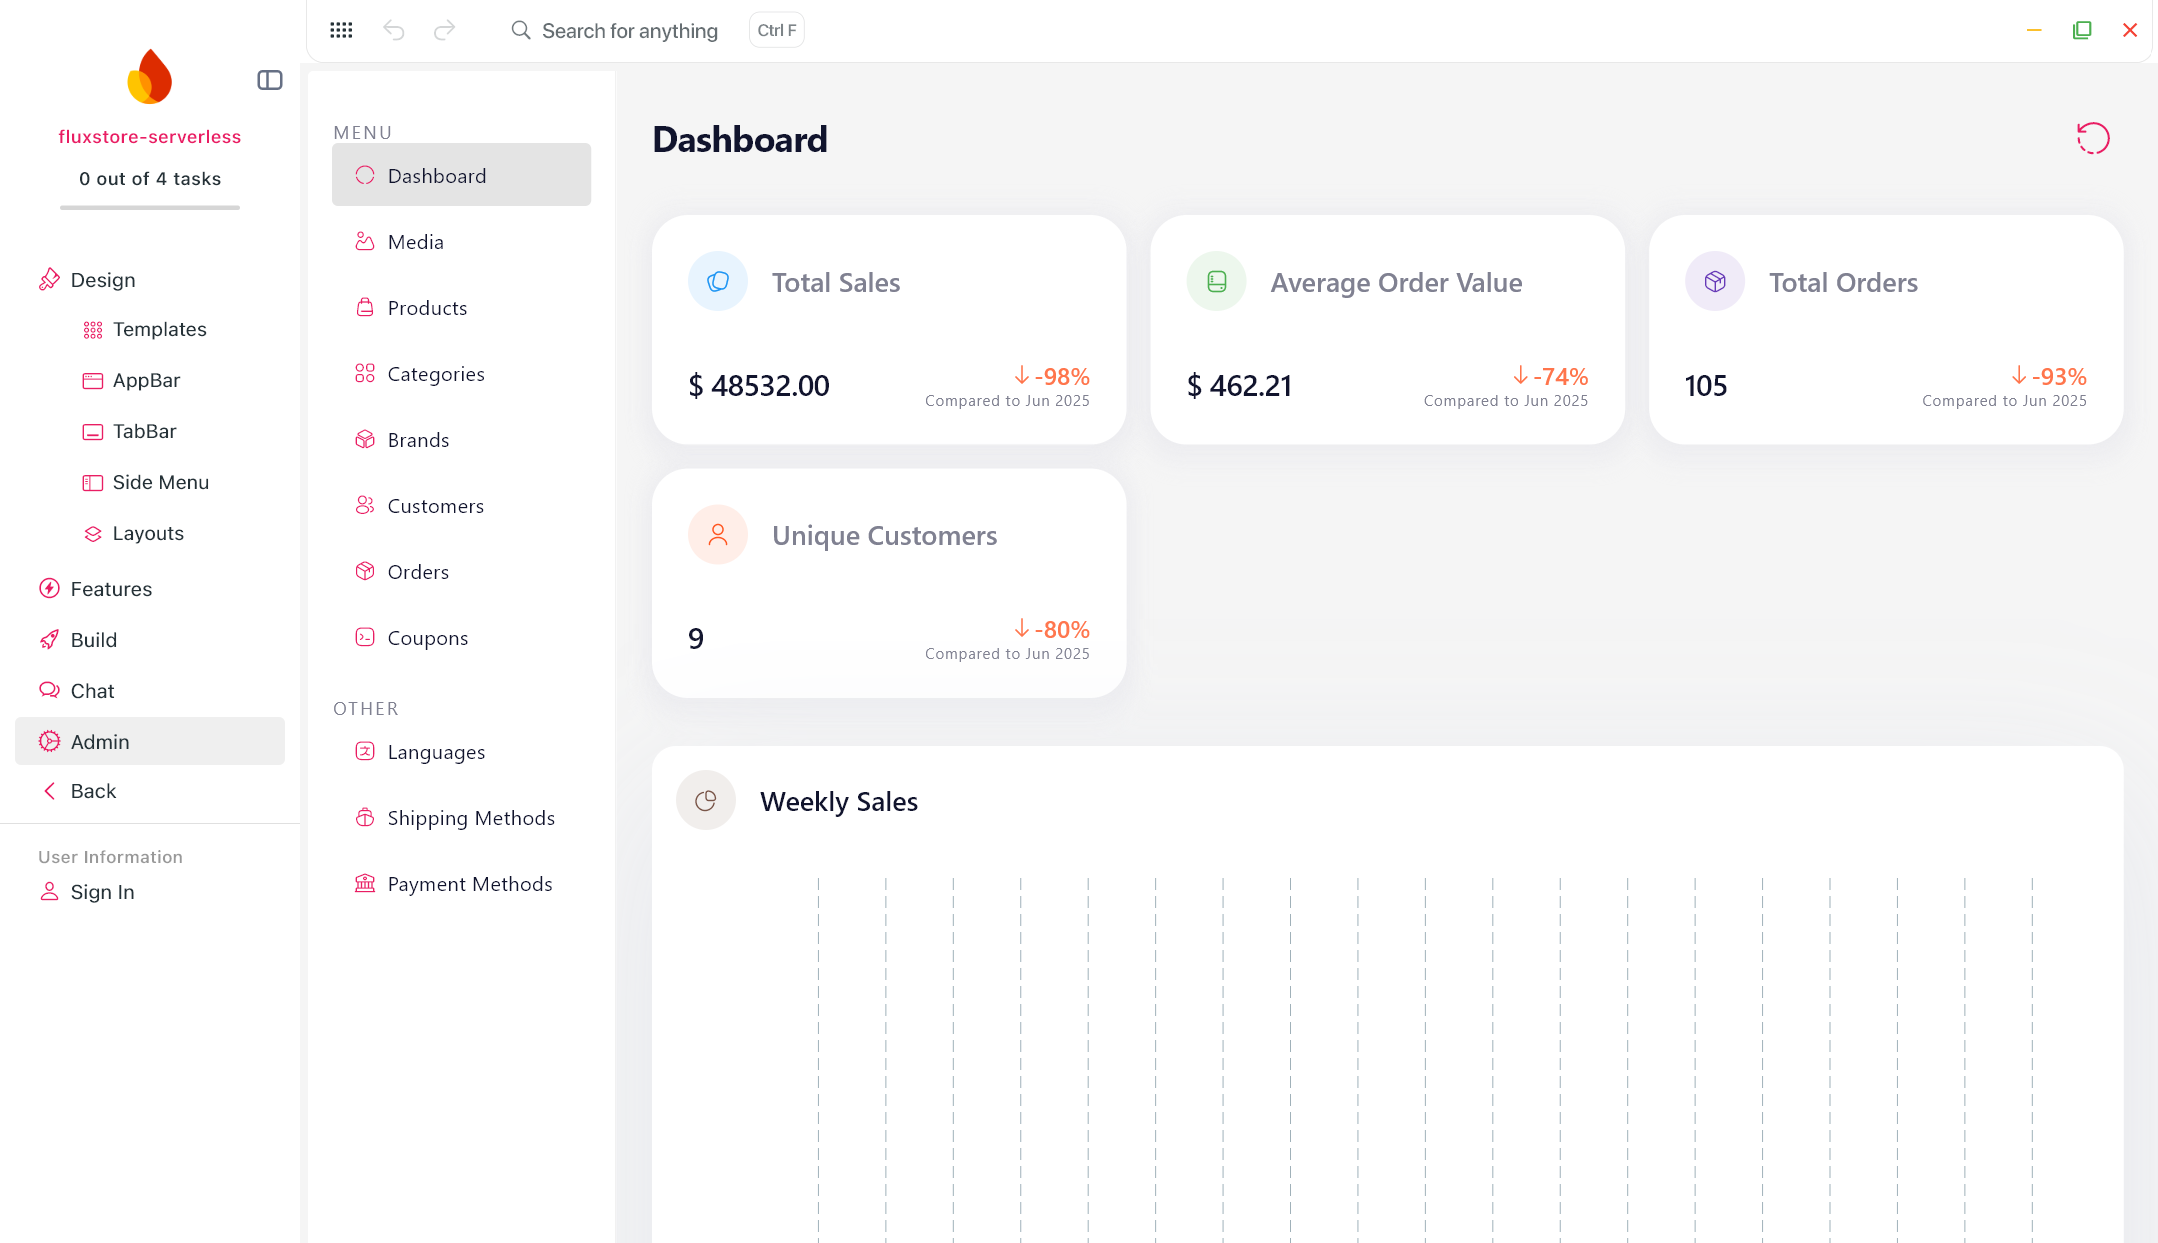 Search for anything
Ctrl F
fluxstore-serverless
0 out of 4 tasks
Design
Templates
AppBar
TabBar
Side Menu
Layouts
Features
Build
Chat
Admin
Back
User Information
Sign In
MENU
Dashboard
Media
Products
Categories
Brands
Customers
Orders
Coupons
OTHER
Languages
Shipping Methods
Payment Methods
Dashboard
Total Sales
$ 48532.00
-98%
Compared to Jun 2025
Average Order Value
$ 462.21
-74%
Compared to Jun 2025
Total Orders
105
-93%
Compared to Jun 2025
Unique Customers
9
-80%
Compared to Jun 2025
Weekly Sales